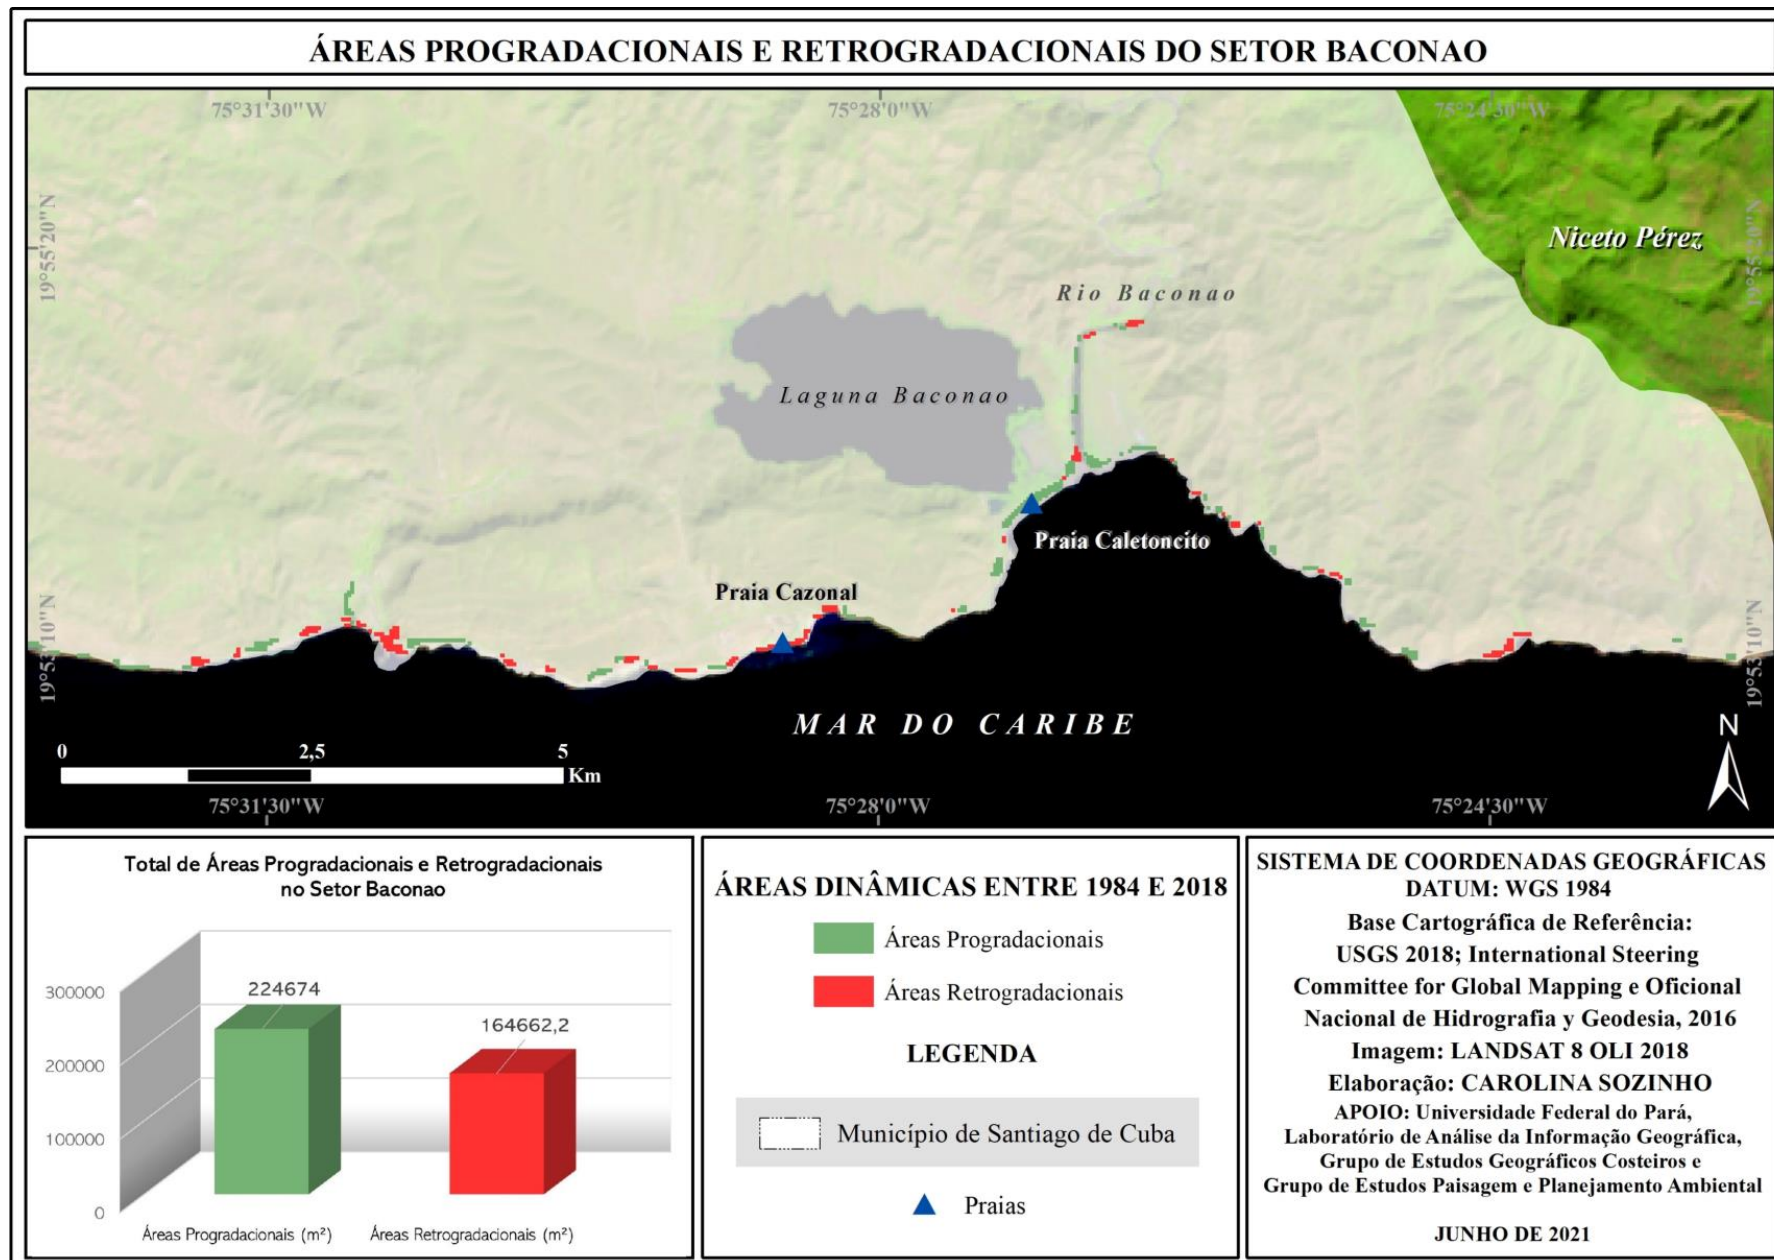 ÁREAS PROGRADACIONAIS E RETROGRADACIONAIS DO SETOR BACONAO
75°31'30"W
75°28'0"W
75°24'30"W
19°55'20"N
19°55'20"N
Niceto Pérez
Rio Baconao
Laguna Baconao
Praia Caletoncito
Praia Cazonal
19°53'10"N
19°53'10"N
MAR DO CARIBE
N
0
2,5
5
Km
75°31'30"W
75°28'0"W
75°24'30"W
Total de Áreas Progradacionais e Retrogradacionais
no Setor Baconao
300000
200000
100000
0
224674
164662,2
Áreas Progradacionais (m²)
Áreas Retrogradacionais (m²)
ÁREAS DINÂMICAS ENTRE 1984 E 2018
Áreas Progradacionais
Áreas Retrogradacionais
LEGENDA
Município de Santiago de Cuba
Praias
SISTEMA DE COORDENADAS GEOGRÁFICAS
DATUM: WGS 1984
Base Cartográfica de Referência:
USGS 2018; International Steering
Committee for Global Mapping e Oficional
Nacional de Hidrografia y Geodesia, 2016
Imagem: LANDSAT 8 OLI 2018
Elaboração: CAROLINA SOZINHO
APOIO: Universidade Federal do Pará,
Laboratório de Análise da Informação Geográfica,
Grupo de Estudos Geográficos Costeiros e
Grupo de Estudos Paisagem e Planejamento Ambiental
JUNHO DE 2021